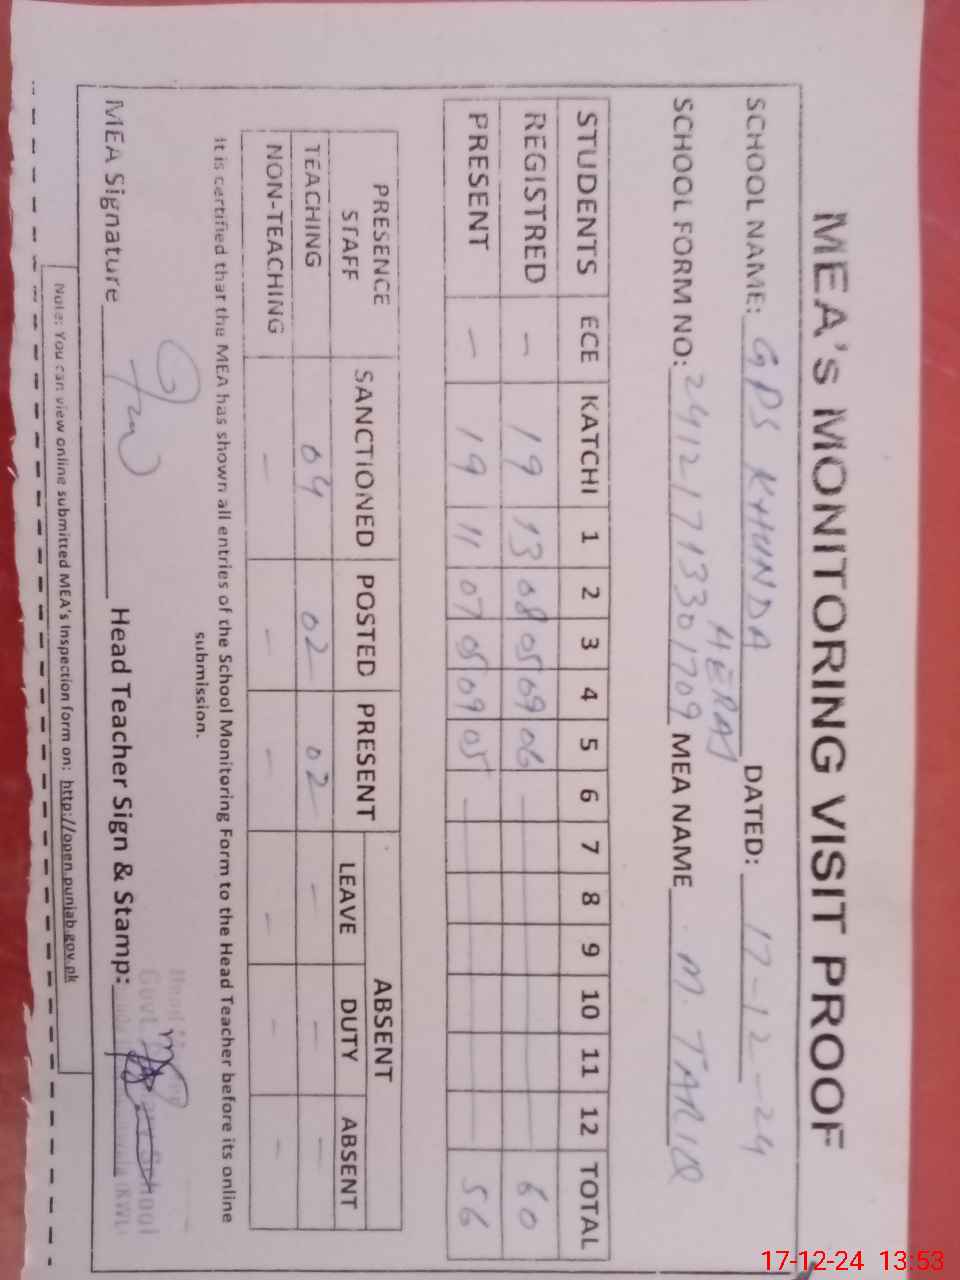 MEA's MONITORING VISIT PROOF
SCHOOL NAME: GPS KHUNDA DATED: 17-12-24
HERAJ
SCHOOL FORM NO: 24121713301709 MEA NAME M. TARIQ
STUDENTS ECE KATCHI 1 2 3 4 5 6 7 8 9 10 11 12 TOTAL
REGISTRED - 19 13 08 05 09 06 60
PRESENT - 19 11 07 05 09 05 56
PRESENCE STAFF SANCTIONED POSTED PRESENT ABSENT
LEAVE DUTY ABSENT
TEACHING 04 02 02 - - -
NON-TEACHING - - - - - -
It is certified that the MEA has shown all entries of the School Monitoring Form to the Head Teacher before its online
submission.
MEA Signature Head Teacher Sign & Stamp:
Note: You can view online submitted MEA's Inspection form on: http://open.punjab.gov.pk
17-12-24 13:53